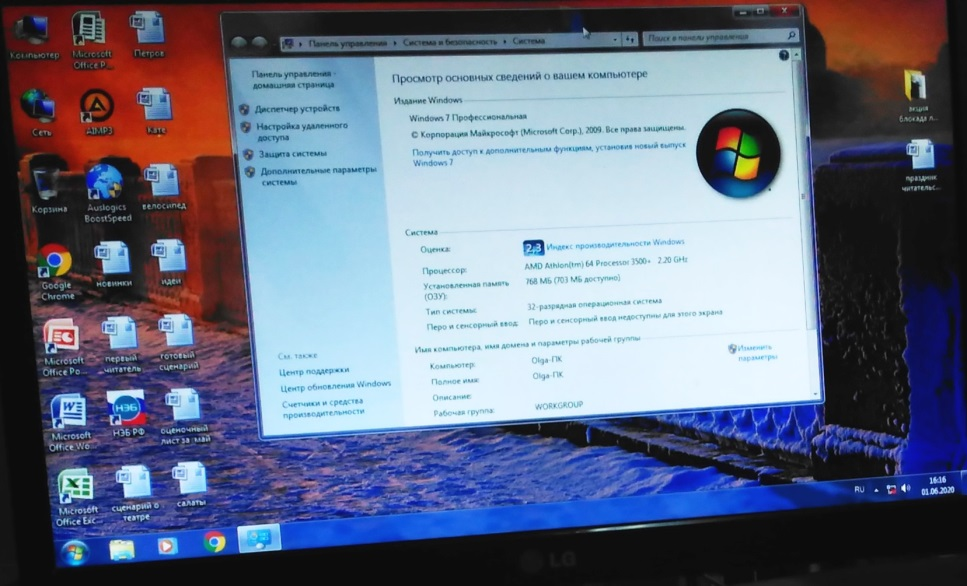 Компьютер
Microsoft
Office P...
Петров
Сеть
AIMP3
Катя
Корзина
Auslogics
BoostSpeed
велосипед
Google
Chrome
новинки
идеи
Microsoft
Office Po...
первый
читатель
готовый
сценарий
Microsoft
Office Wo...
НЭБ
НЭБ РФ
оценочный
лист за май
Microsoft
Office Exc...
сценарий о
театре
салаты
Панель управления
Система и безопасность
Система
Поиск в панели управления
Панель управления -
домашняя страница
Диспетчер устройств
Настройка удаленного
доступа
Защита системы
Дополнительные параметры
системы
См. также
Центр поддержки
Центр обновления Windows
Счетчики и средства
производительности
Просмотр основных сведений о вашем компьютере
Издание Windows
Windows 7 Профессиональная
© Корпорация Майкрософт (Microsoft Corp.), 2009. Все права защищены.
Получить доступ к дополнительным функциям, установив новый выпуск
Windows 7
Система
Оценка: 2,3 Индекс производительности Windows
Процессор: AMD Athlon(tm) 64 Processor 3500+ 2.20 GHz
Установленная память
(ОЗУ): 768 МБ (703 МБ доступно)
Тип системы: 32-разрядная операционная система
Перо и сенсорный ввод: Перо и сенсорный ввод недоступны для этого экрана
Имя компьютера, имя домена и параметры рабочей группы
Компьютер: Olga-ПК
Изменить
параметры
Полное имя: Olga-ПК
Описание:
Рабочая группа: WORKGROUP
акция
блокада л...
праздник
читательс...
RU
16:16
01.06.2020
LG